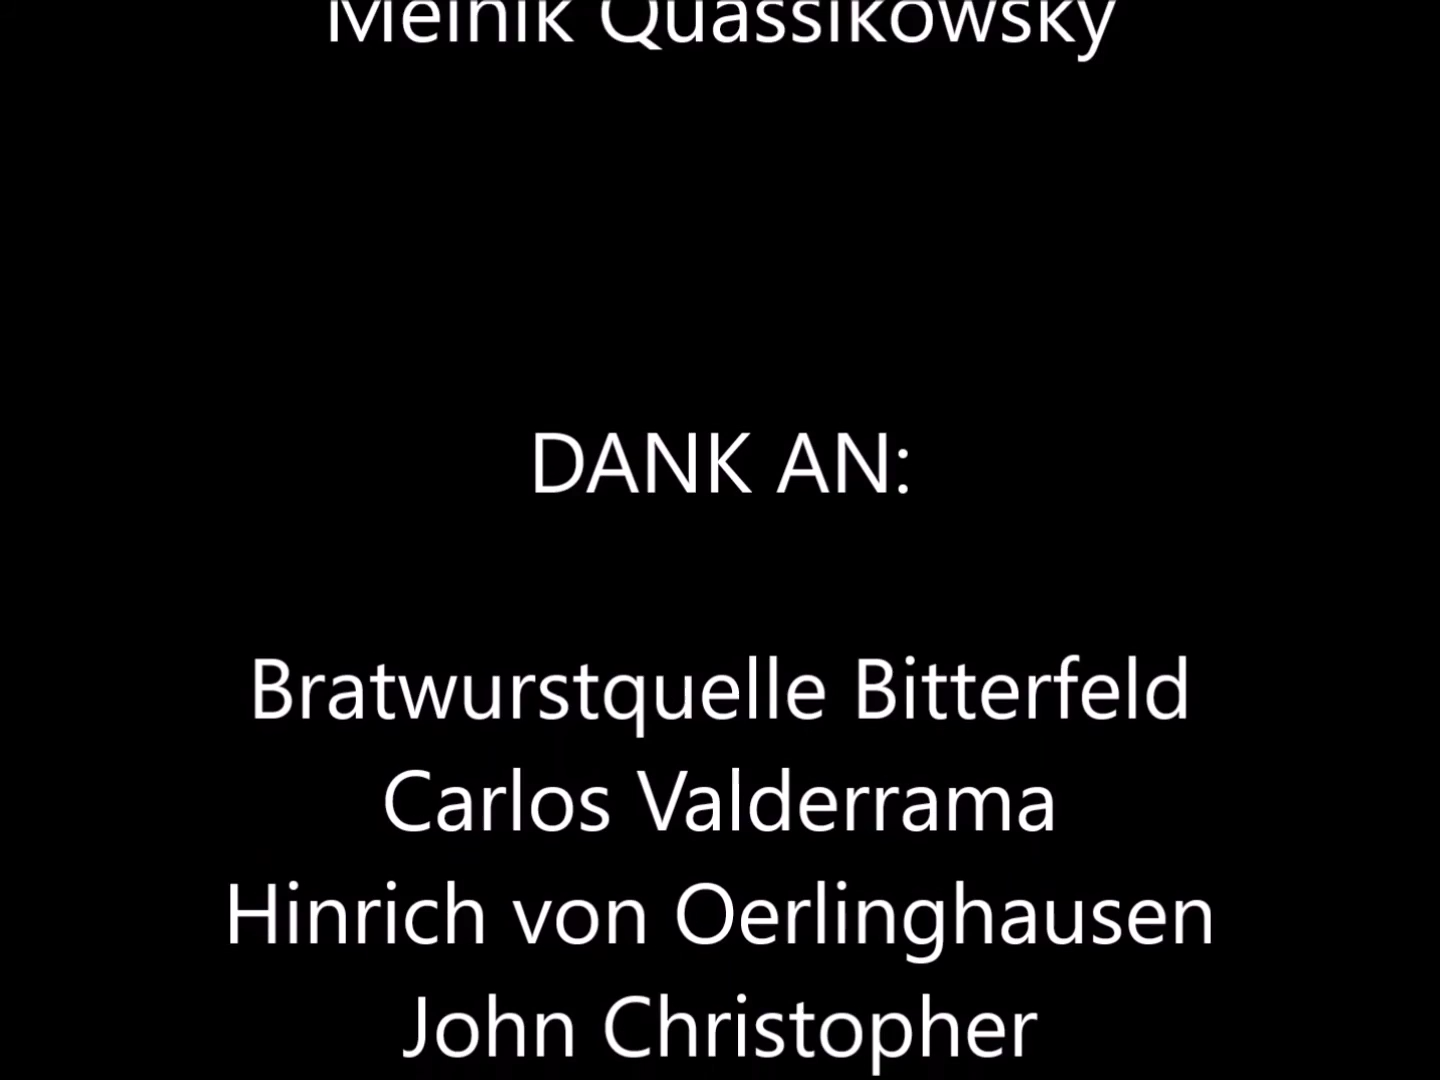 Melnik Quassikowsky
DANK AN:
Bratwurstquelle Bitterfeld
Carlos Valderrama
Hinrich von Oerlinghausen
John Christopher